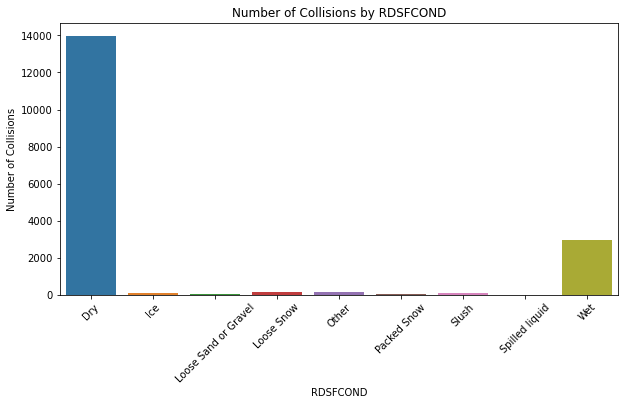 Number of Collisions by RDSFCOND
Number of Collisions
14000
12000
10000
8000
6000
4000
2000
0
Dry
Ice
Loose Sand or Gravel
Loose Snow
Other
Packed Snow
Slush
Spilled liquid
Wet
RDSFCOND